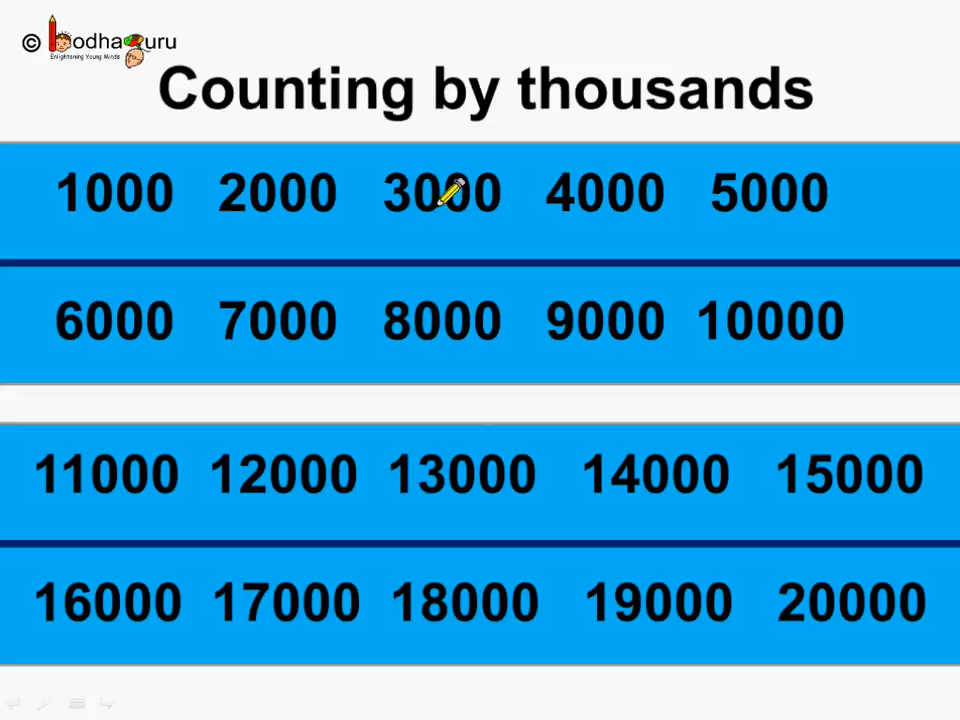 © BodhaGuru
Enlightening Young Minds
Counting by thousands
1000 2000 3000 4000 5000
6000 7000 8000 9000 10000
11000 12000 13000 14000 15000
16000 17000 18000 19000 20000